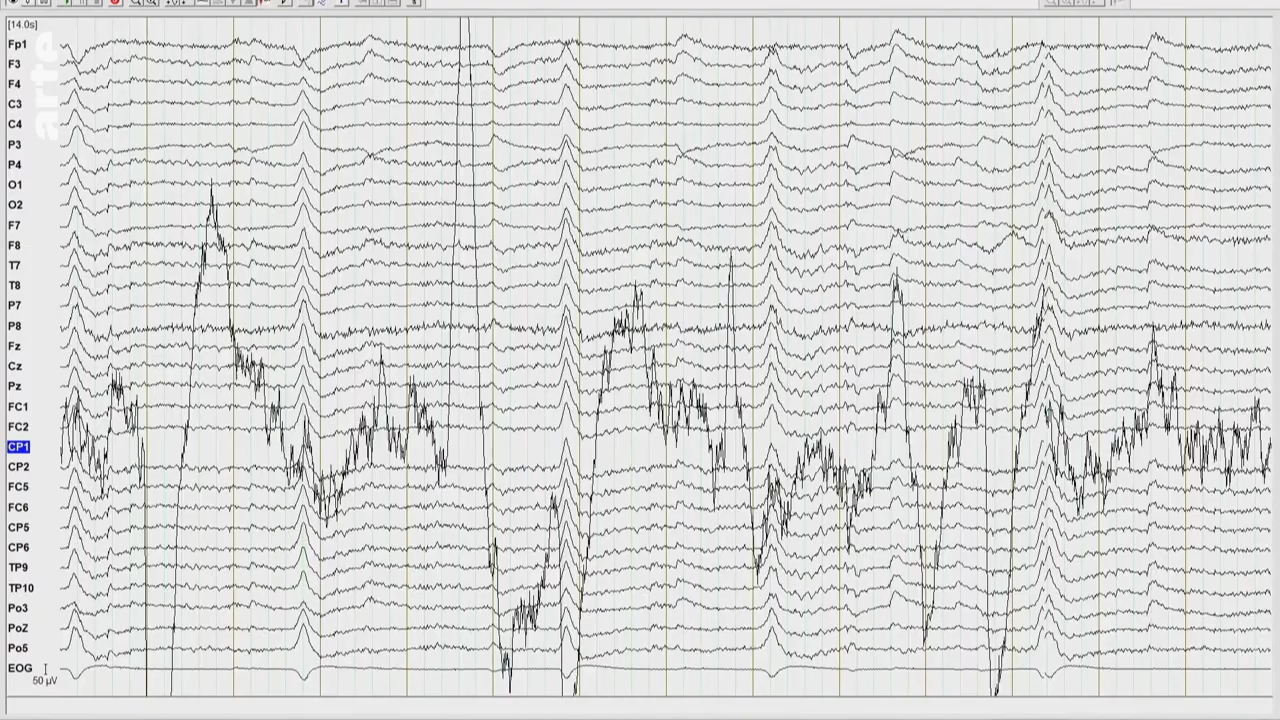 [14.0s]
Fp1
F3
F4
C3
C4
P3
P4
O1
O2
F7
F8
T7
T8
P7
P8
Fz
Cz
Pz
FC1
FC2
CP1
CP2
FC5
FC6
CP5
CP6
TP9
TP10
Po3
PoZ
Po5
EOG
50 µV
arte